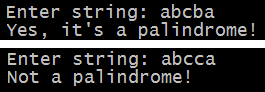 Enter string: abcba
Yes, it's a palindrome!
Enter string: abcca
Not a palindrome!